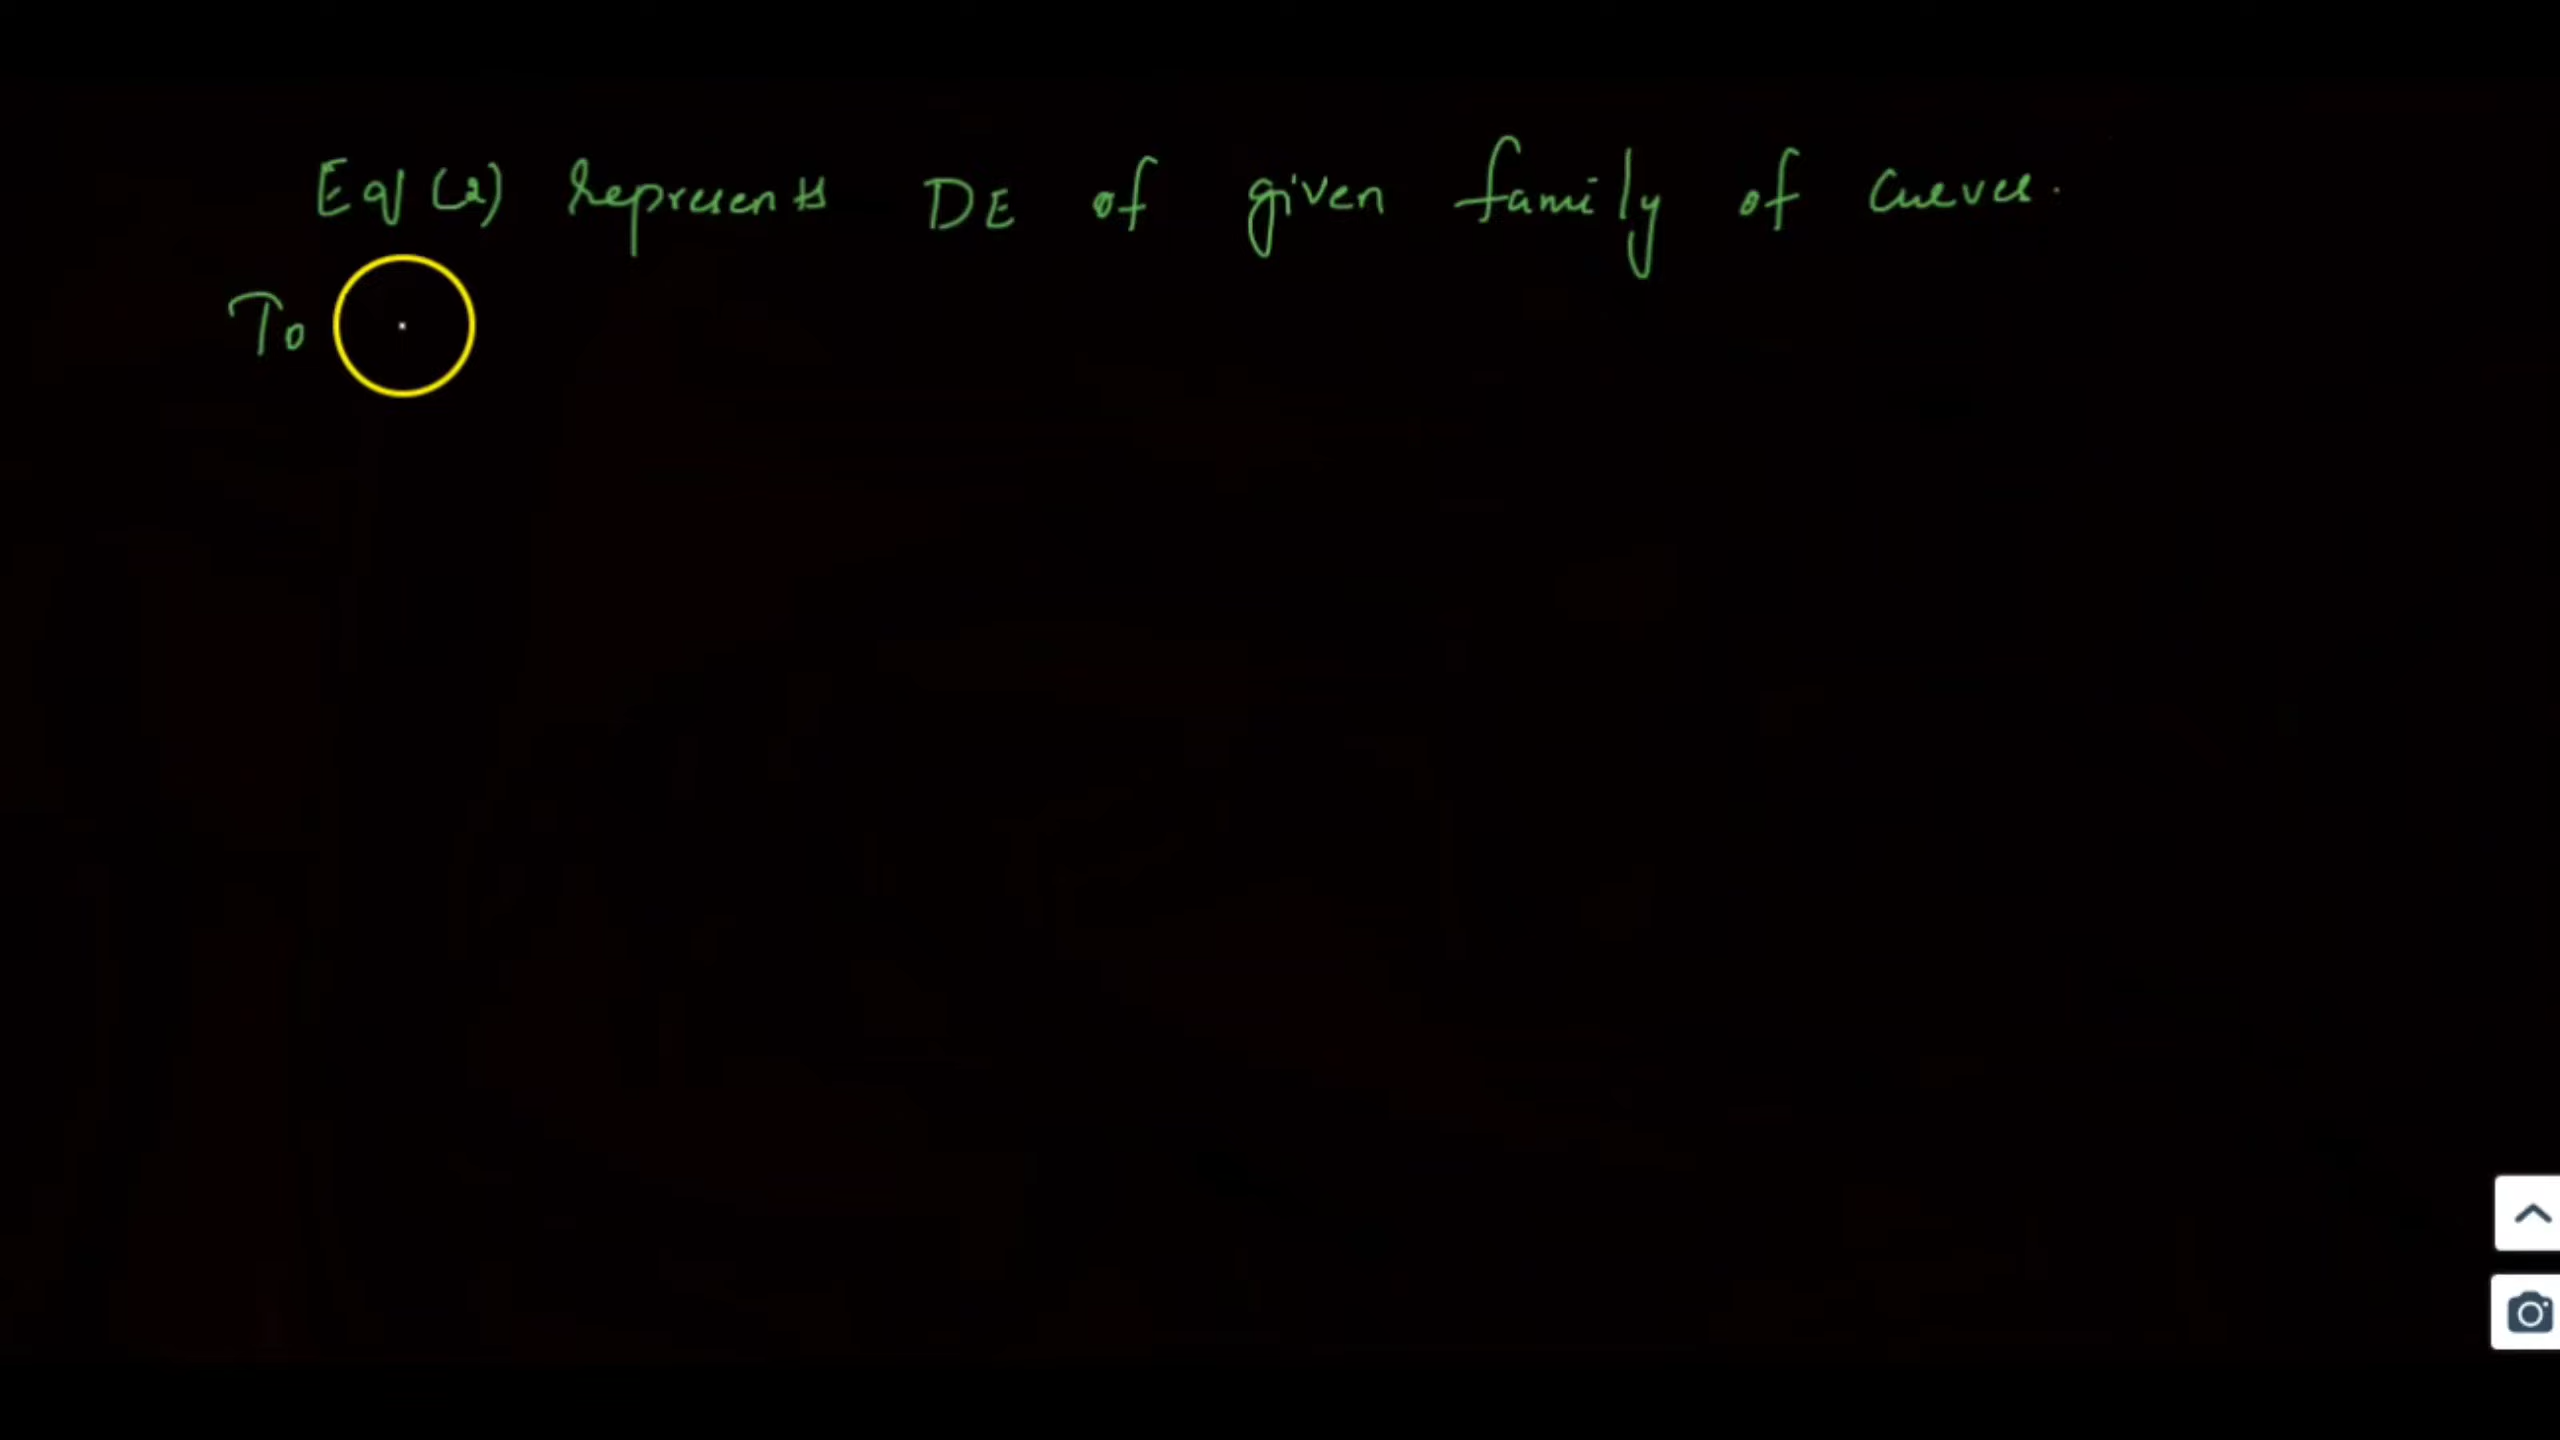 Eq (2) represents DE of given family of curves.
To